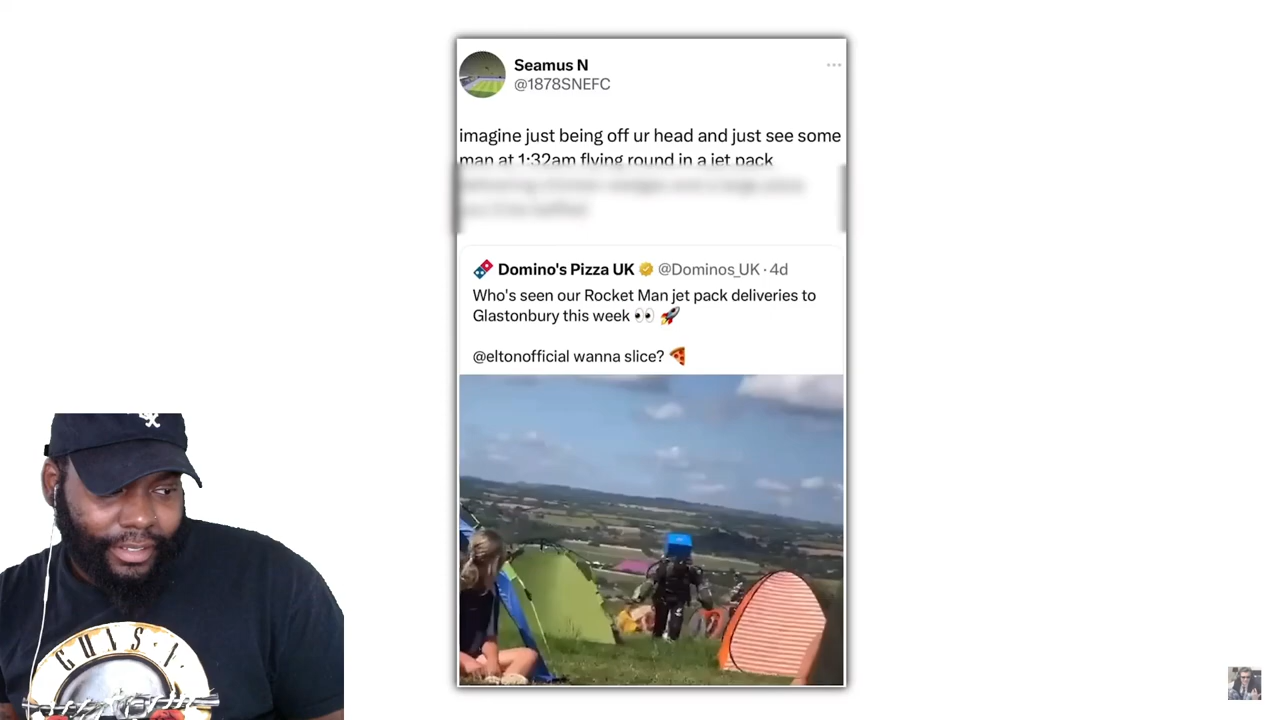 Seamus N
@1878SNEFC
imagine just being off ur head and just see some
man at 1:32am flying round in a jet pack
Domino's Pizza UK @Dominos_UK · 4d
Who's seen our Rocket Man jet pack deliveries to
Glastonbury this week 👀 🚀
@eltonofficial wanna slice? 🍕
GUNS